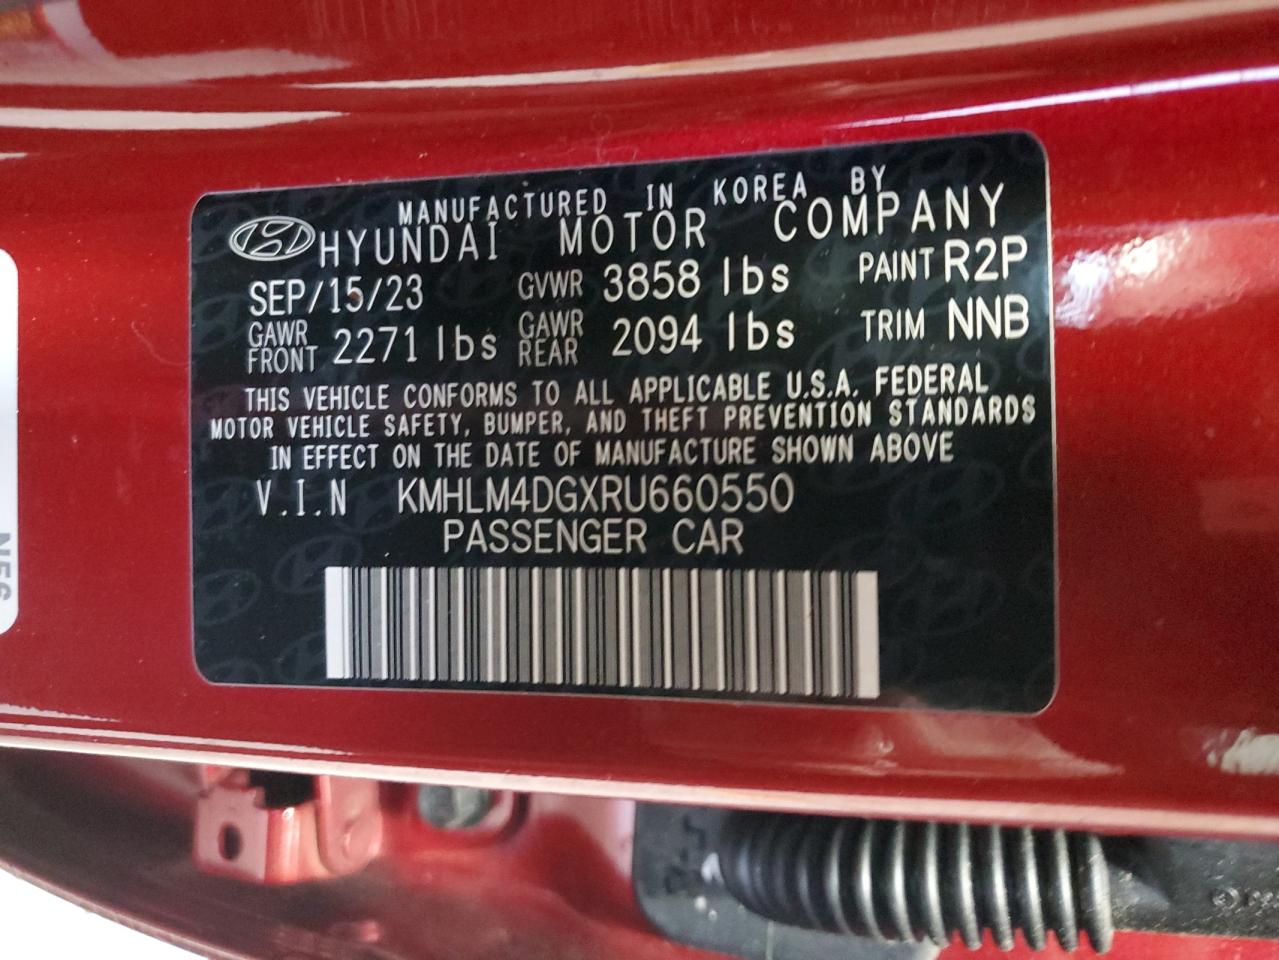 MANUFACTURED IN KOREA BY
HYUNDAI MOTOR COMPANY
SEP/15/23 GVWR 3858 lbs PAINT R2P
GAWR FRONT 2271 lbs GAWR REAR 2094 lbs TRIM NNB
THIS VEHICLE CONFORMS TO ALL APPLICABLE U.S.A. FEDERAL
MOTOR VEHICLE SAFETY, BUMPER, AND THEFT PREVENTION STANDARDS
IN EFFECT ON THE DATE OF MANUFACTURE SHOWN ABOVE
V.I.N KMHLM4DGXRU660550
PASSENGER CAR